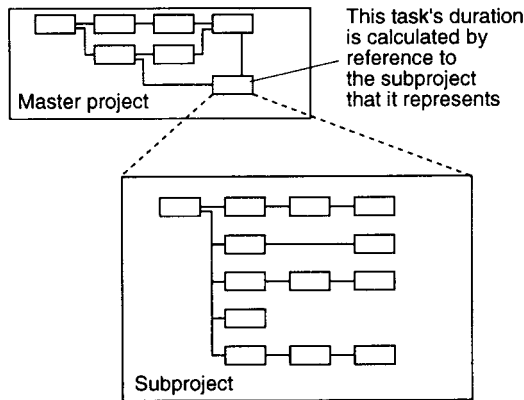 This task's duration
is calculated by
reference to
the subproject
that it represents
Master project
Subproject